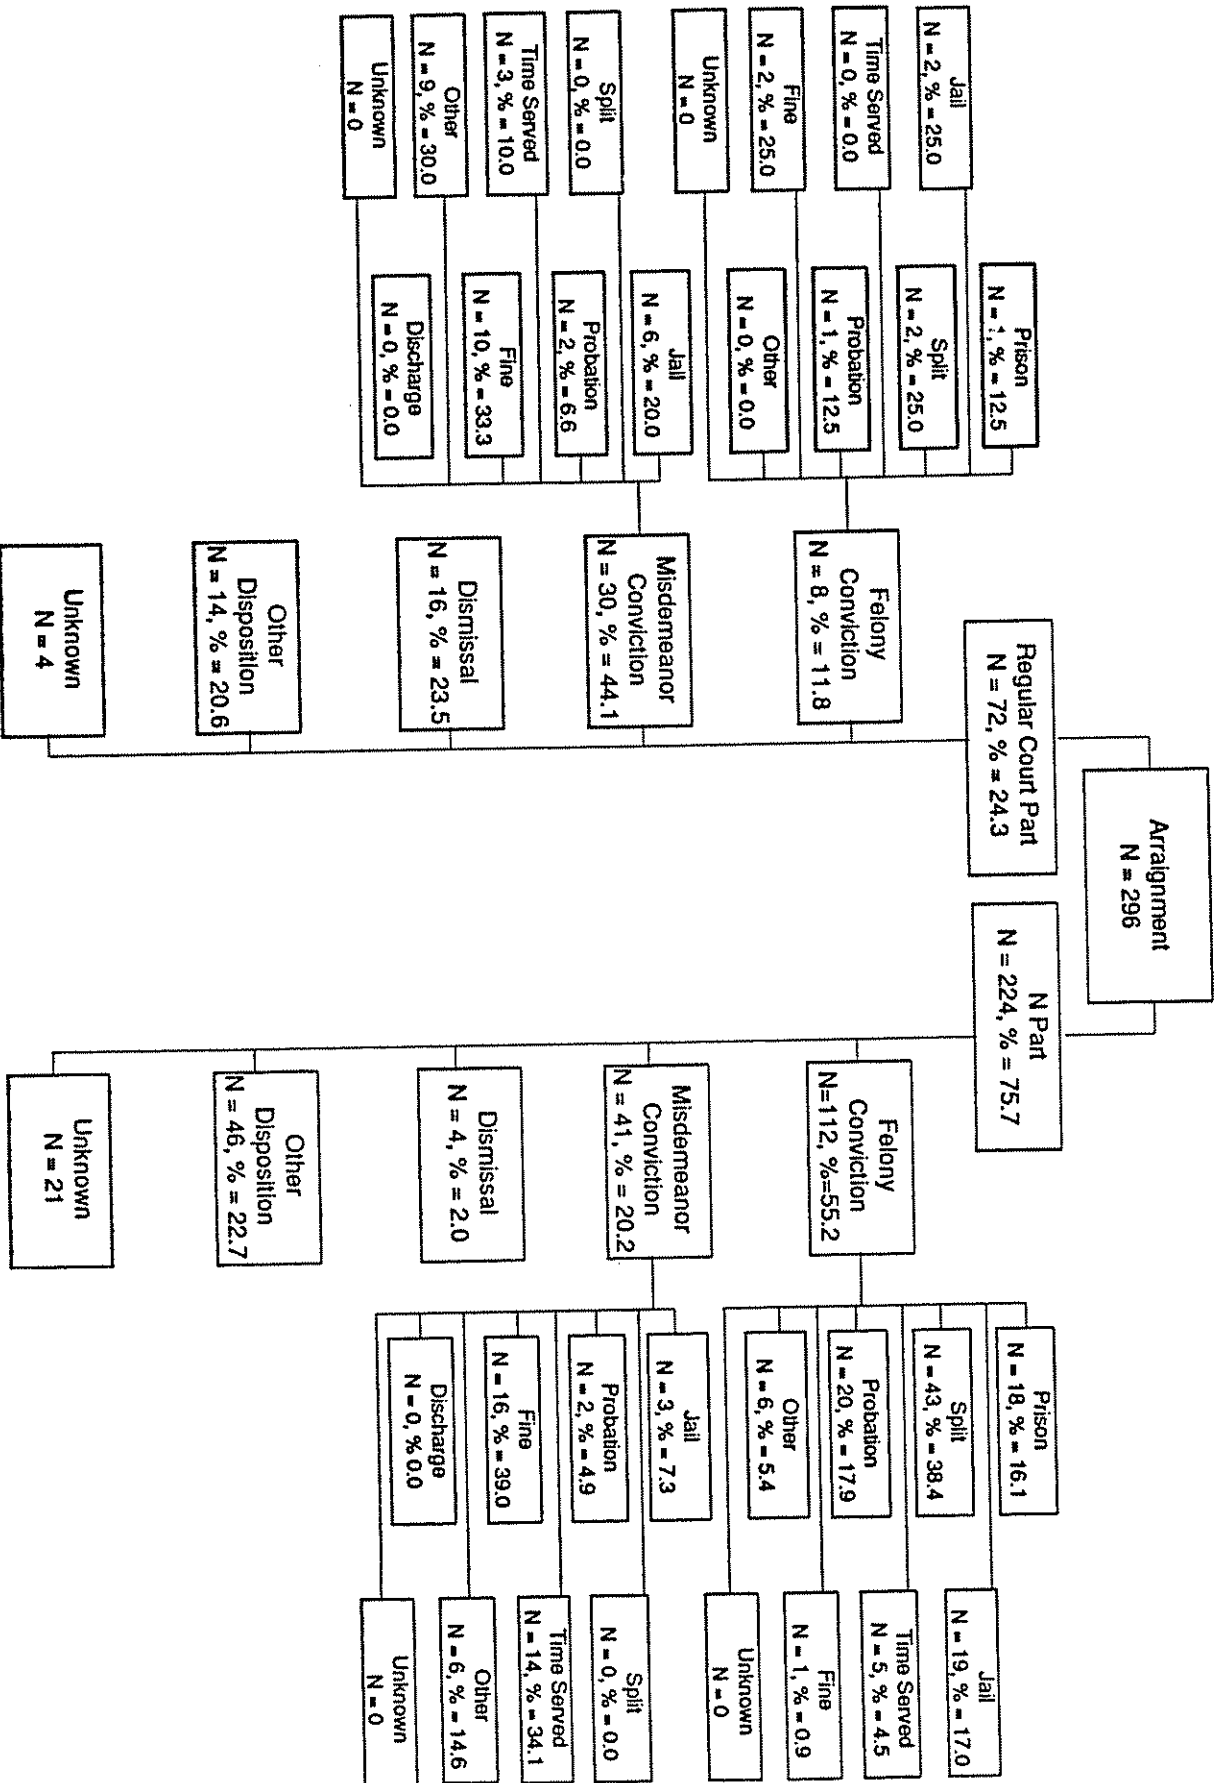 Arraignment
N = 296
Regular Court Part
N = 72, % = 24.3
N Part
N = 224, % = 75.7
Prison
N = 1, % = 12.5
Jail
N = 2, % = 25.0
Split
N = 2, % = 25.0
Time Served
N = 0, % = 0.0
Probation
N = 1, % = 12.5
Fine
N = 2, % = 25.0
Other
N = 0, % = 0.0
Unknown
N = 0
Felony
Conviction
N = 8, % = 11.8
Felony
Conviction
N=112, %=55.2
Prison
N = 18, % = 16.1
Jail
N = 19, % = 17.0
Split
N = 43, % = 38.4
Time Served
N = 5, % = 4.5
Probation
N = 20, % = 17.9
Fine
N = 1, % = 0.9
Other
N = 6, % = 5.4
Unknown
N = 0
Jail
N = 6, % = 20.0
Split
N = 0, % = 0.0
Probation
N = 2, % = 6.6
Time Served
N = 3, % = 10.0
Fine
N = 10, % = 33.3
Other
N = 9, % = 30.0
Discharge
N = 0, % = 0.0
Unknown
N = 0
Misdemeanor
Conviction
N = 30, % = 44.1
Misdemeanor
Conviction
N = 41, % = 20.2
Jail
N = 3, % = 7.3
Split
N = 0, % = 0.0
Probation
N = 2, % = 4.9
Time Served
N = 14, % = 34.1
Fine
N = 16, % = 39.0
Other
N = 6, % = 14.6
Discharge
N = 0, % 0.0
Unknown
N = 0
Dismissal
N = 16, % = 23.5
Dismissal
N = 4, % = 2.0
Other
Disposition
N = 14, % = 20.6
Other
Disposition
N = 46, % = 22.7
Unknown
N = 4
Unknown
N = 21